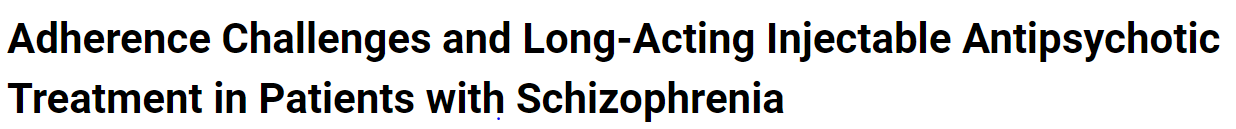 Adherence Challenges and Long-Acting Injectable Antipsychotic
Treatment in Patients with Schizophrenia